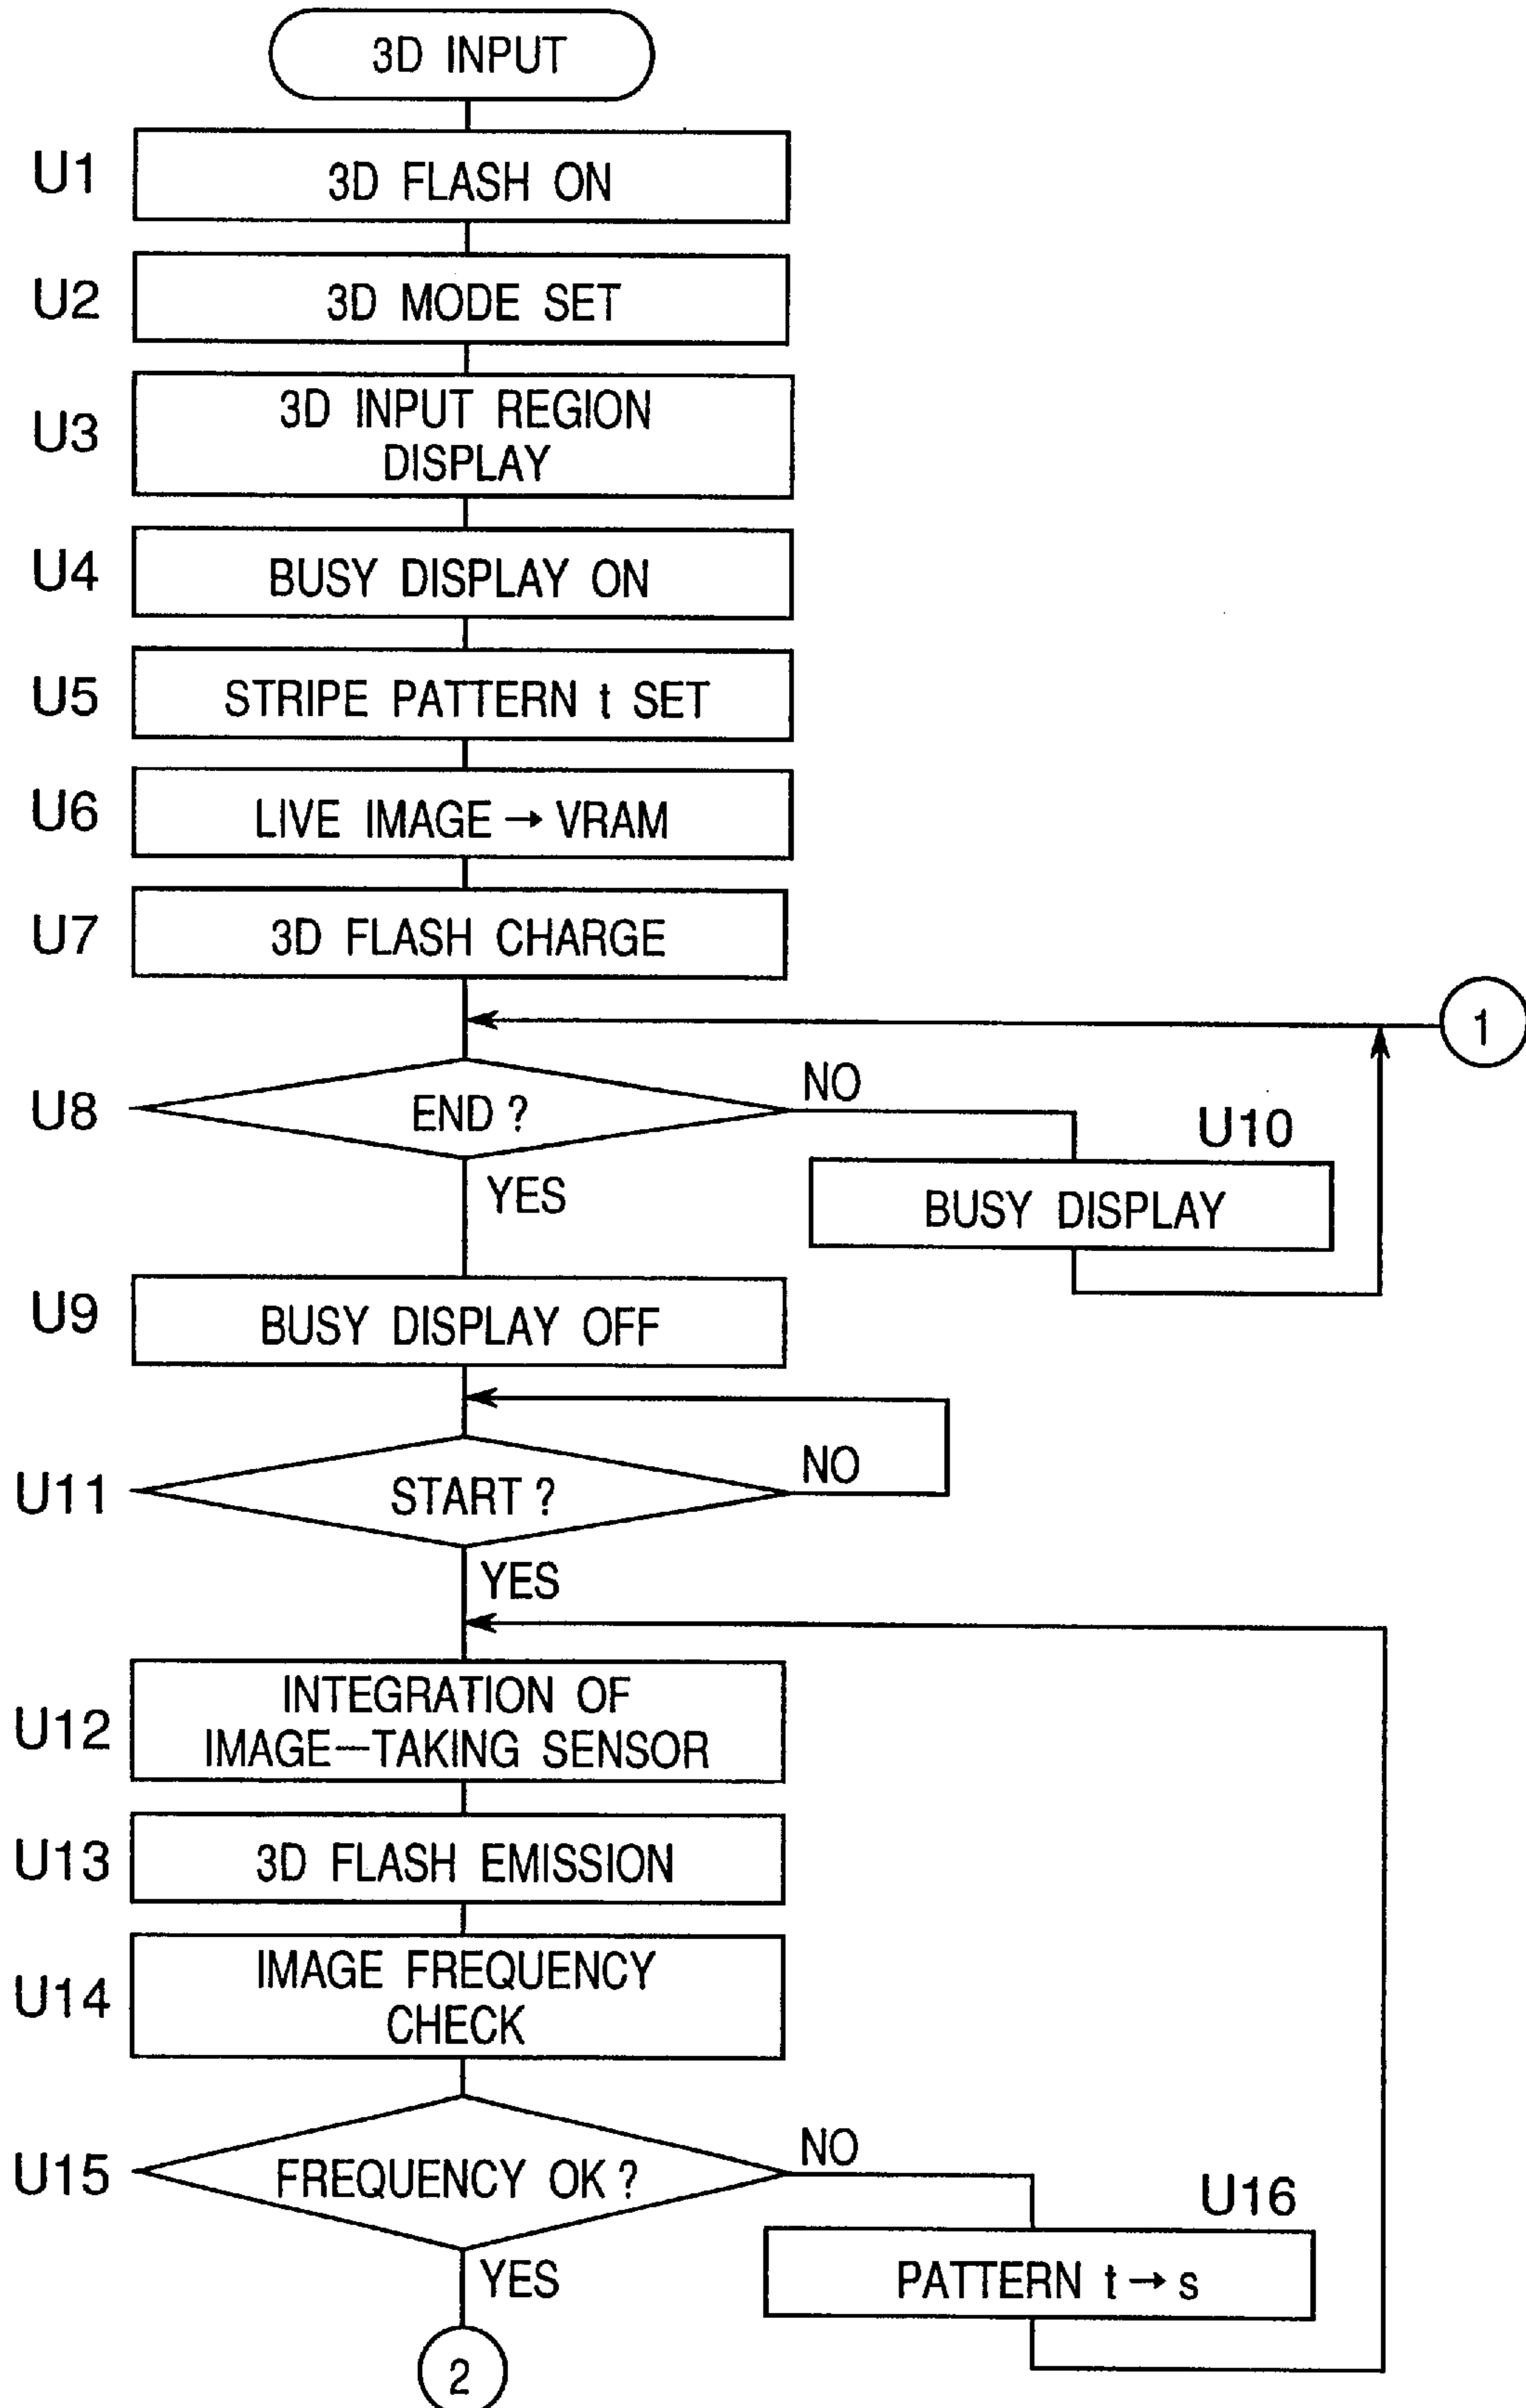 3D INPUT
U1
3D FLASH ON
U2
3D MODE SET
U3
3D INPUT REGION
DISPLAY
U4
BUSY DISPLAY ON
U5
STRIPE PATTERN t SET
U6
LIVE IMAGE → VRAM
U7
3D FLASH CHARGE
1
U8
END ?
NO
YES
U10
BUSY DISPLAY
U9
BUSY DISPLAY OFF
U11
START ?
NO
YES
U12
INTEGRATION OF
IMAGE—TAKING SENSOR
U13
3D FLASH EMISSION
U14
IMAGE FREQUENCY
CHECK
U15
FREQUENCY OK ?
NO
YES
U16
PATTERN t → s
2